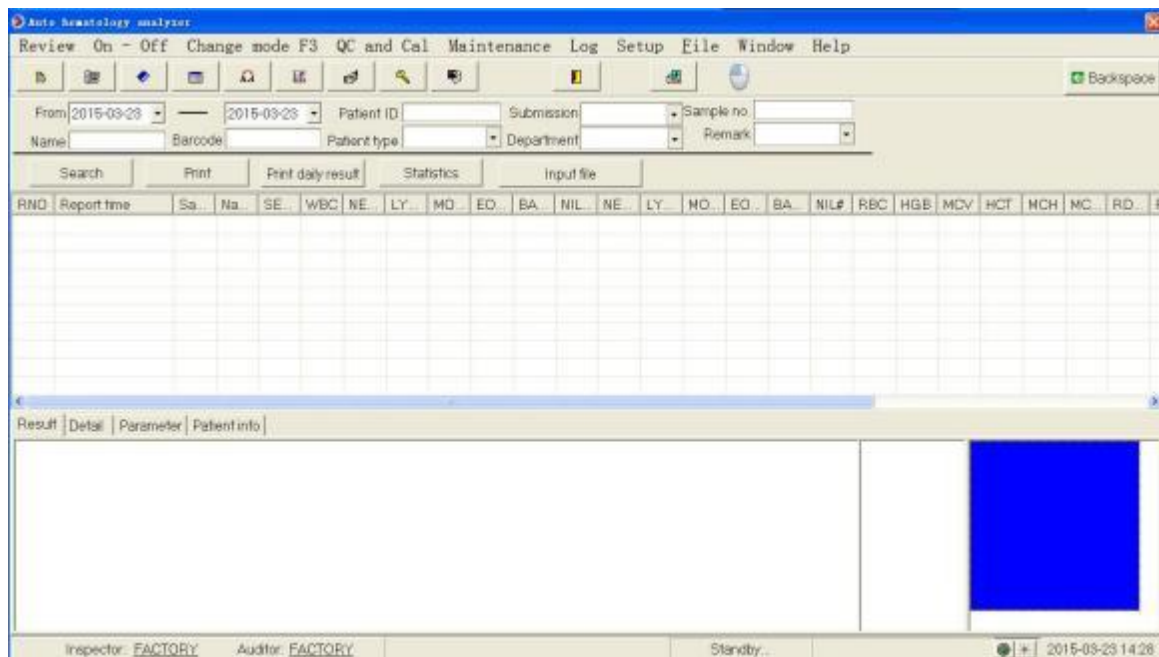 Auto hematology analyzer
Review On - Off Change mode F3 QC and Cal Maintenance Log Setup File Window Help
Backspace
From 2015-03-23 2015-03-23 Patient ID Submission Sample no.
Name Barcode Patient type Department Remark
Search Print Print daily result Statistics Input file
RNO Report time Sa... Na... SE... WBC NE... LY... MO... EO... BA... NIL... NE... LY... MO... EO... BA... NIL# RBC HGB MCV HCT MCH MC... RD...
Result Detail Parameter Patient info
Inspector: FACTORY Auditor: FACTORY Standby... 2015-03-23 14:28